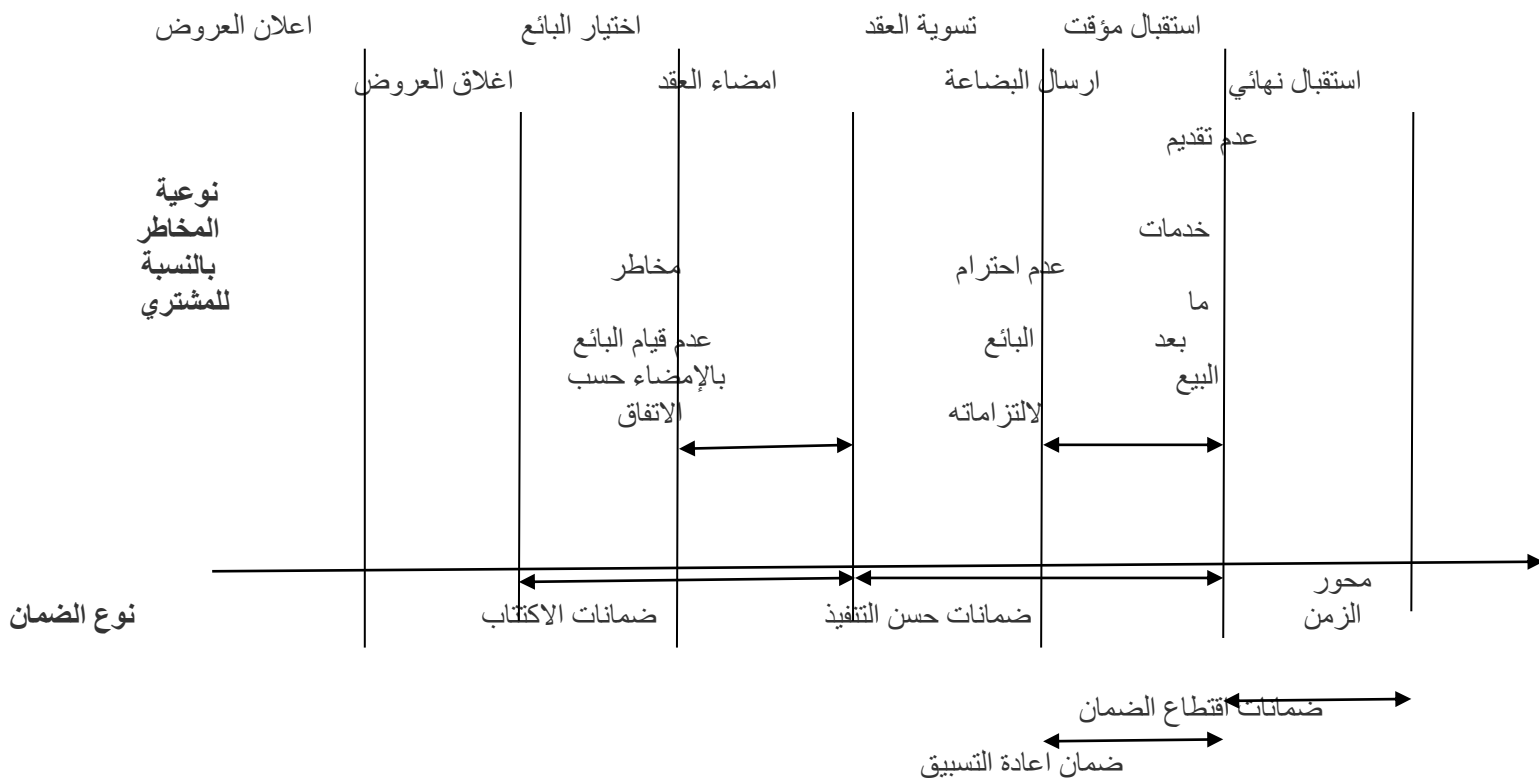 اعلان العروض اختيار البائع تسوية العقد استقبال مؤقت
اغلاق العروض امضاء العقد ارسال البضاعة استقبال نهائي
نوعية
المخاطر
بالنسبة
للمشتري
مخاطر
عدم قيام البائع
بالإمضاء حسب
الاتفاق
عدم احترام
البائع
لالتزاماته
عدم تقديم
خدمات
ما
بعد
البيع
محور
الزمن
نوع الضمان
ضمانات الاكتتاب
ضمانات حسن التنفيذ
ضمانات اقتطاع الضمان
ضمان اعادة التسبيق